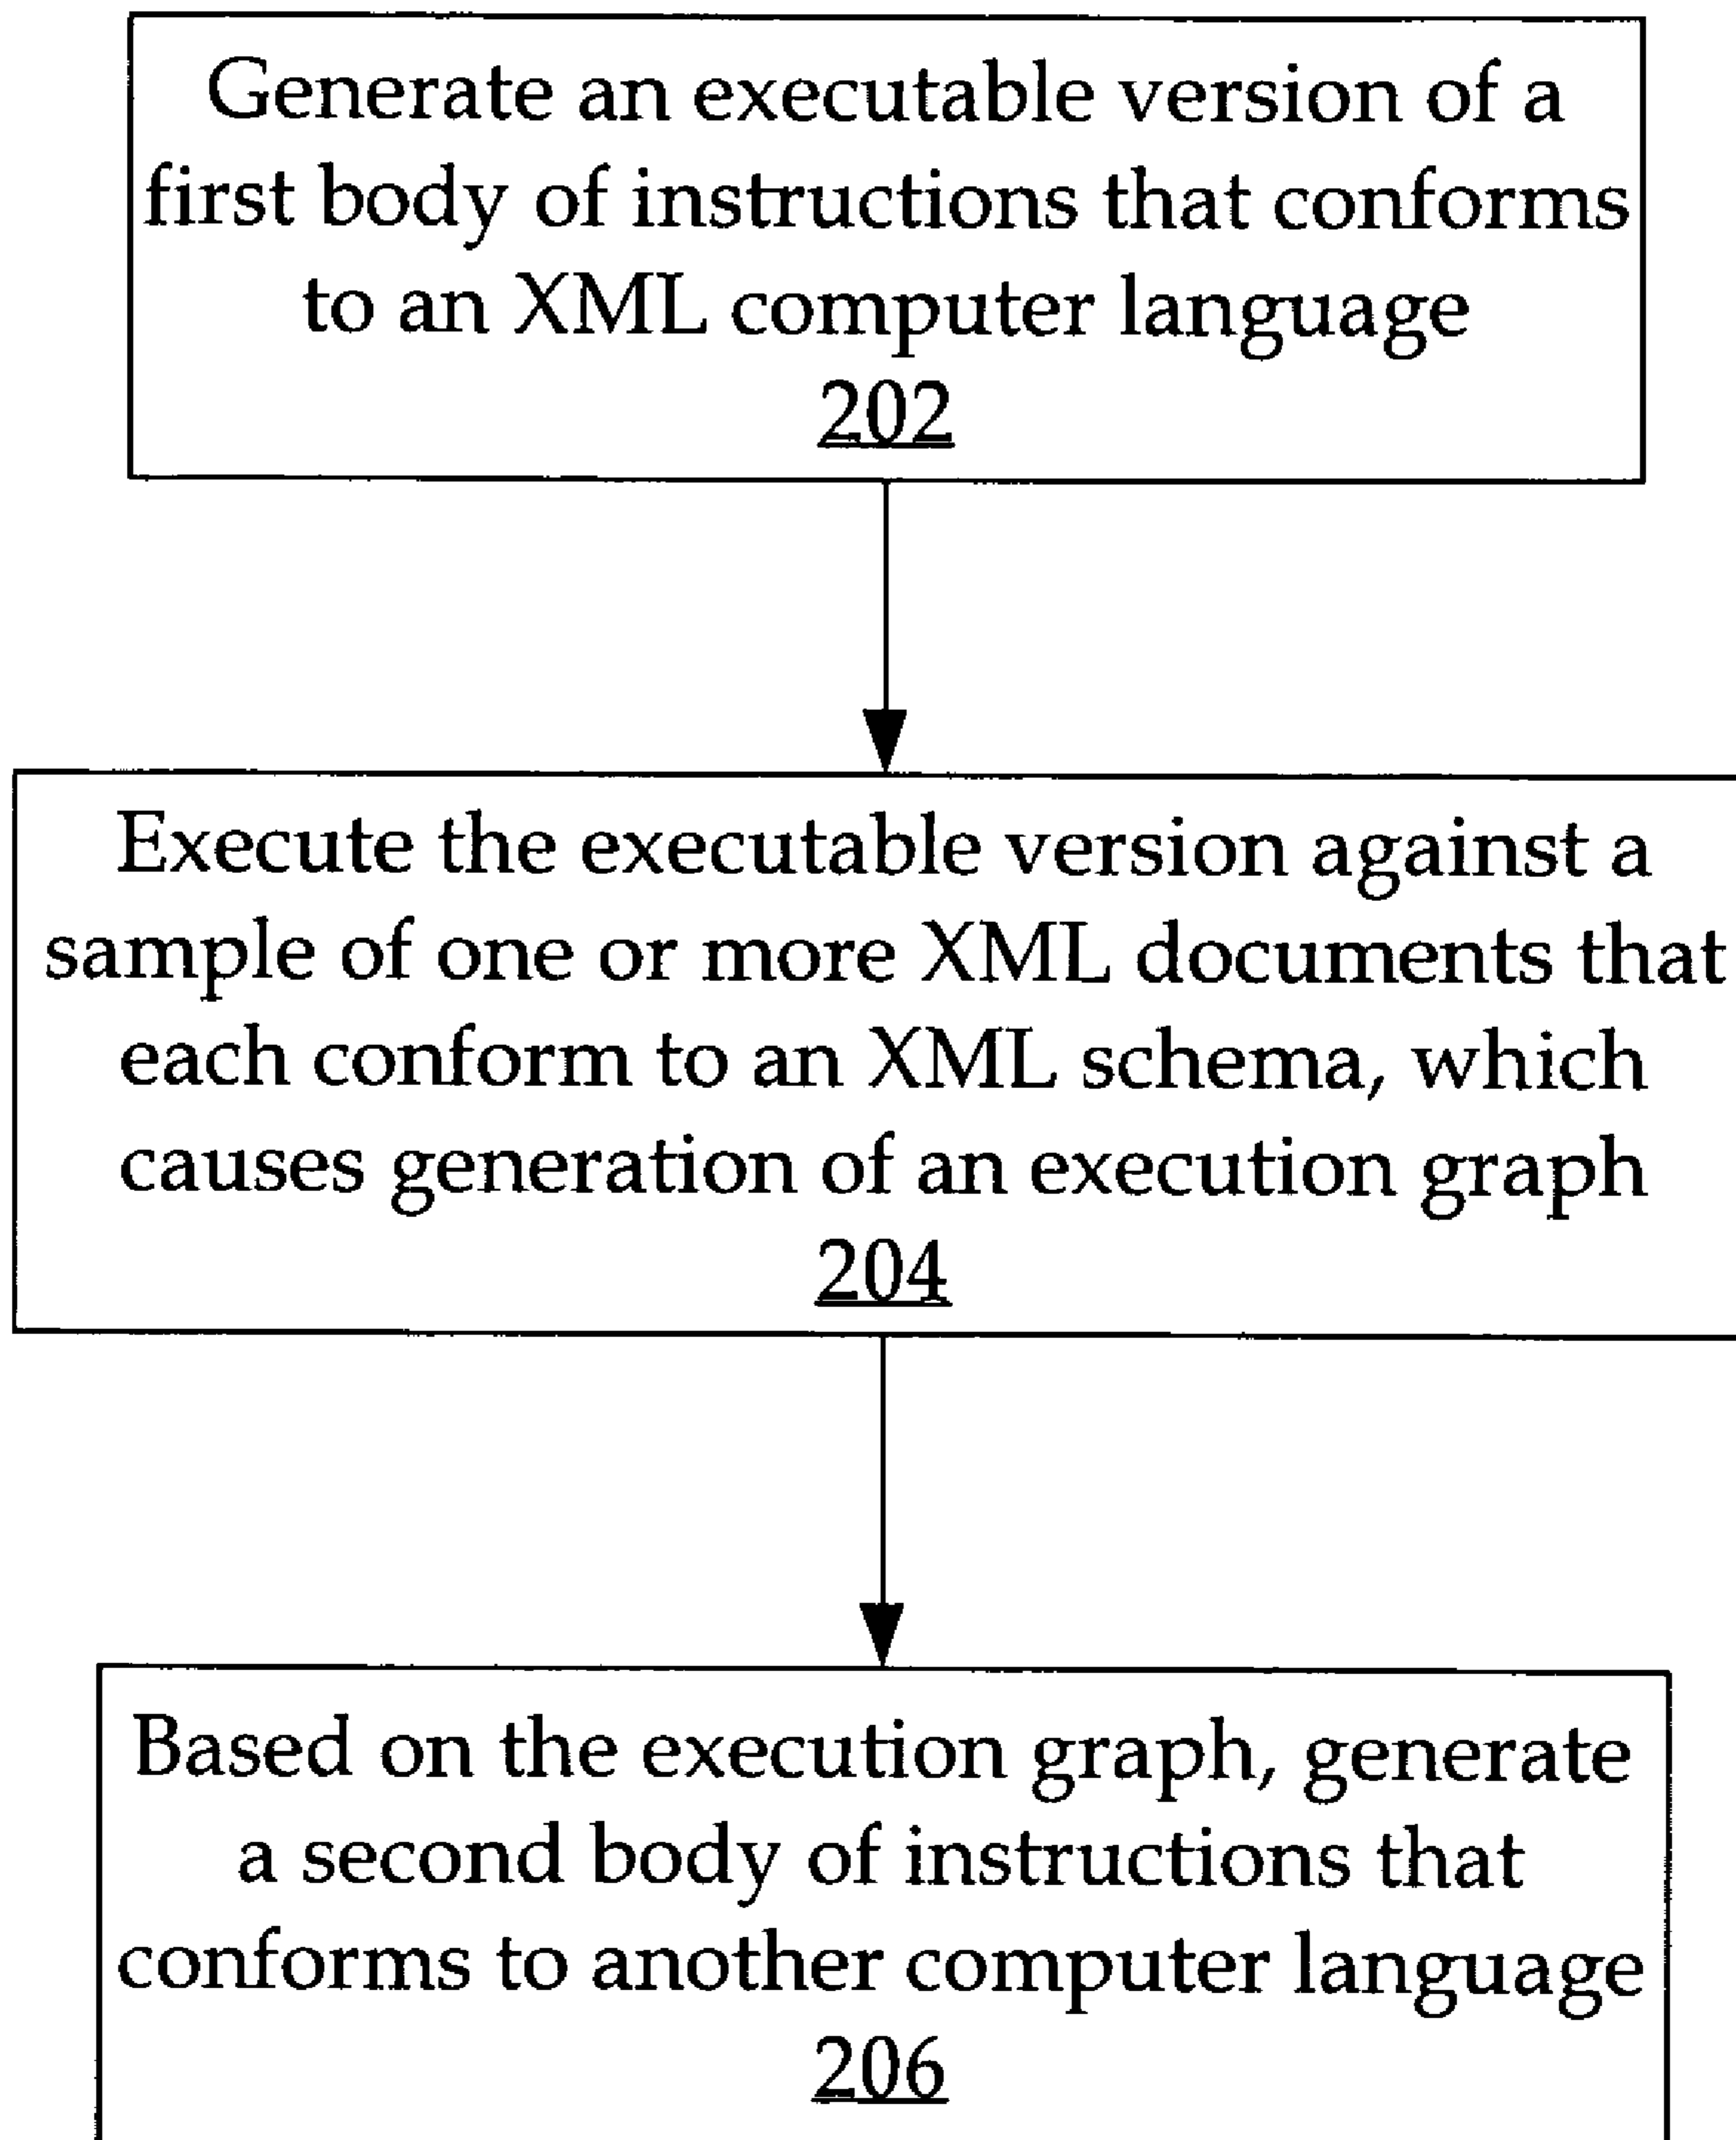 Generate an executable version of a
first body of instructions that conforms
to an XML computer language
202
Execute the executable version against a
sample of one or more XML documents that
each conform to an XML schema, which
causes generation of an execution graph
204
Based on the execution graph, generate
a second body of instructions that
conforms to another computer language
206